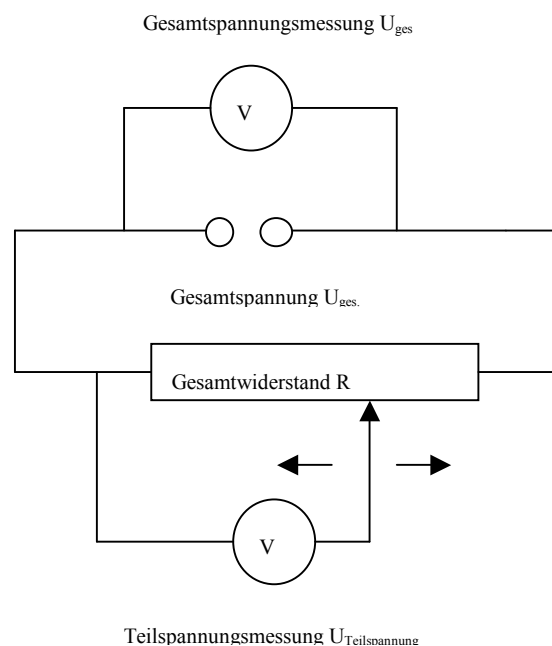 Gesamtspannungsmessung Uges
V
Gesamtspannung Uges.
Gesamtwiderstand R
V
Teilspannungsmessung UTeilspannung